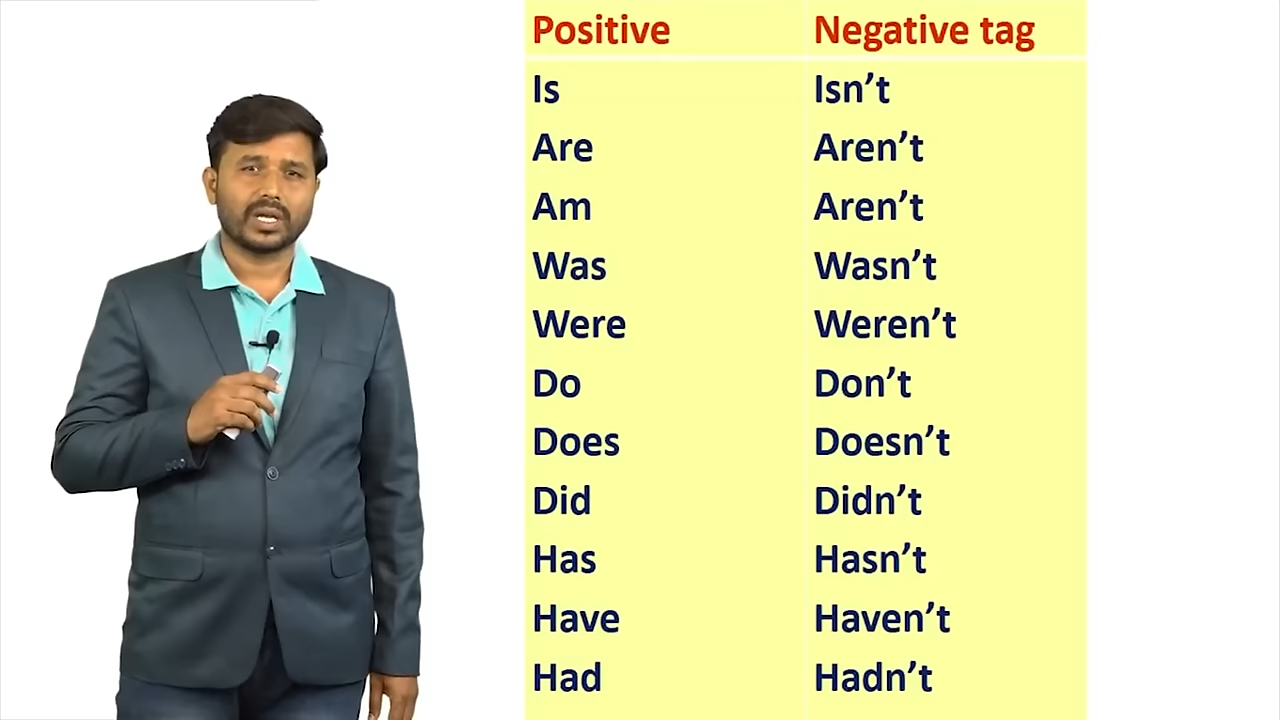 Positive Negative tag
Is Isn’t
Are Aren’t
Am Aren’t
Was Wasn’t
Were Weren’t
Do Don’t
Does Doesn’t
Did Didn’t
Has Hasn’t
Have Haven’t
Had Hadn’t